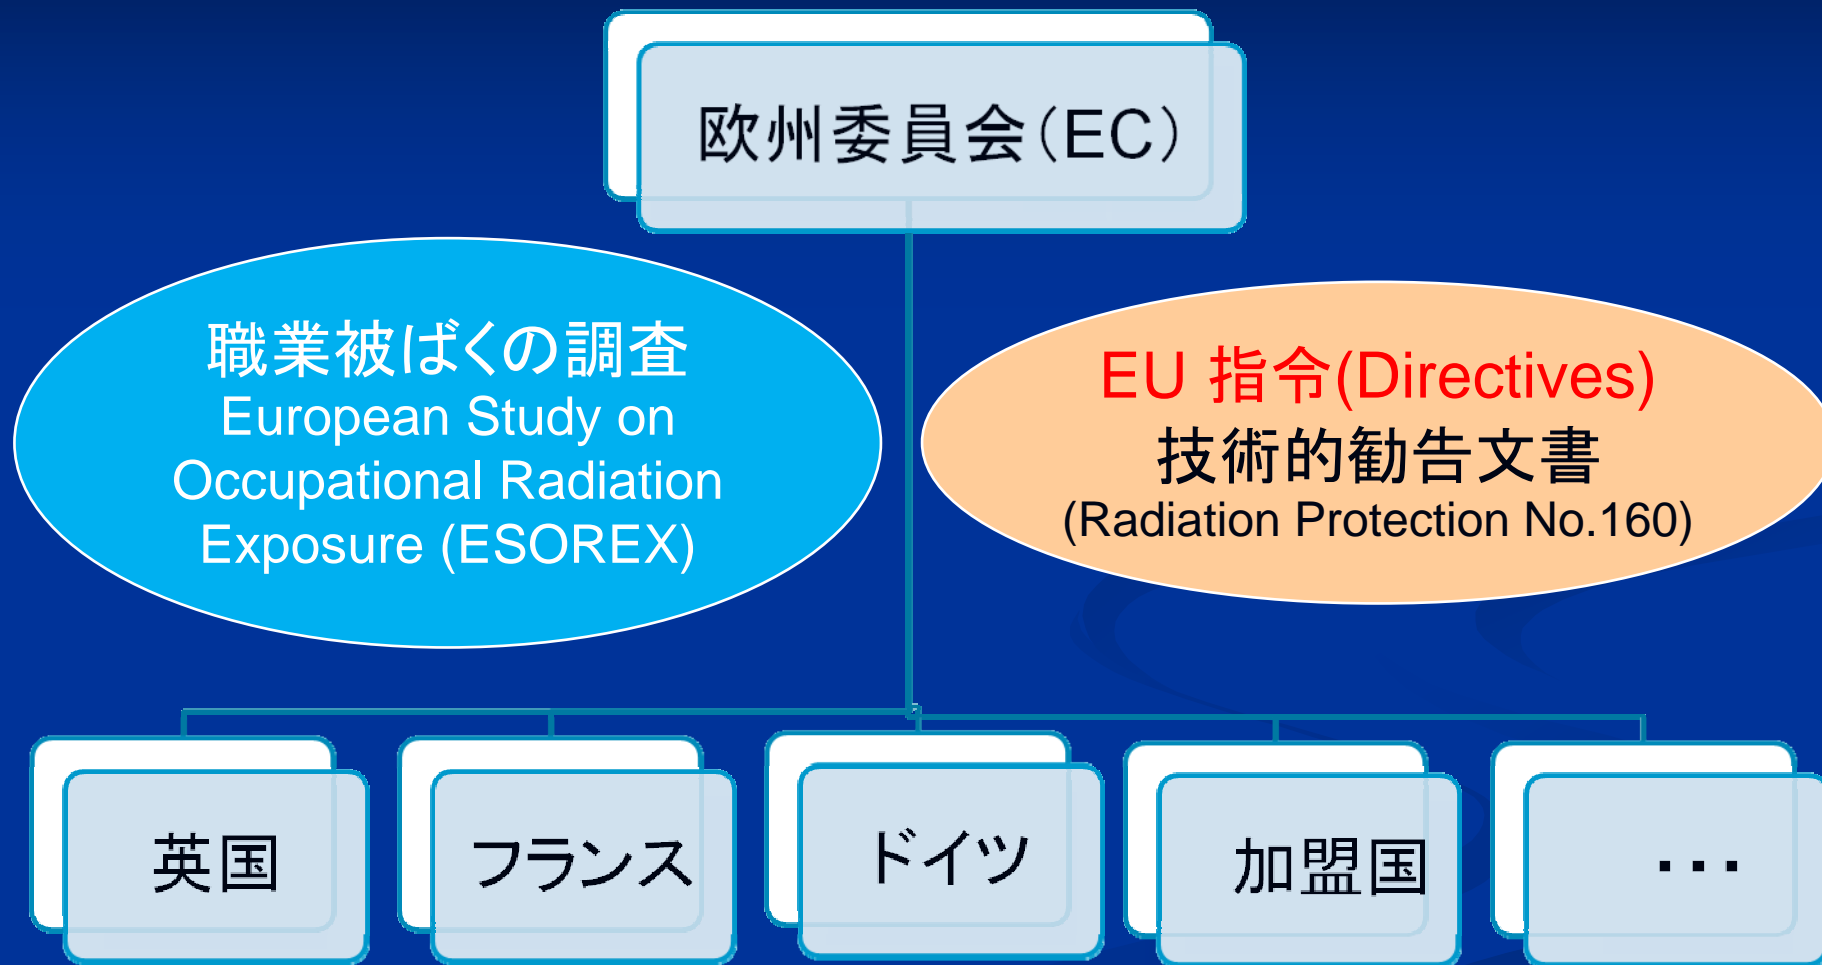 欧州委員会（EC）
職業被ばくの調査
European Study on
Occupational Radiation
Exposure (ESOREX)
EU 指令(Directives)
技術的勧告文書
(Radiation Protection No.160)
英国
フランス
ドイツ
加盟国
・・・